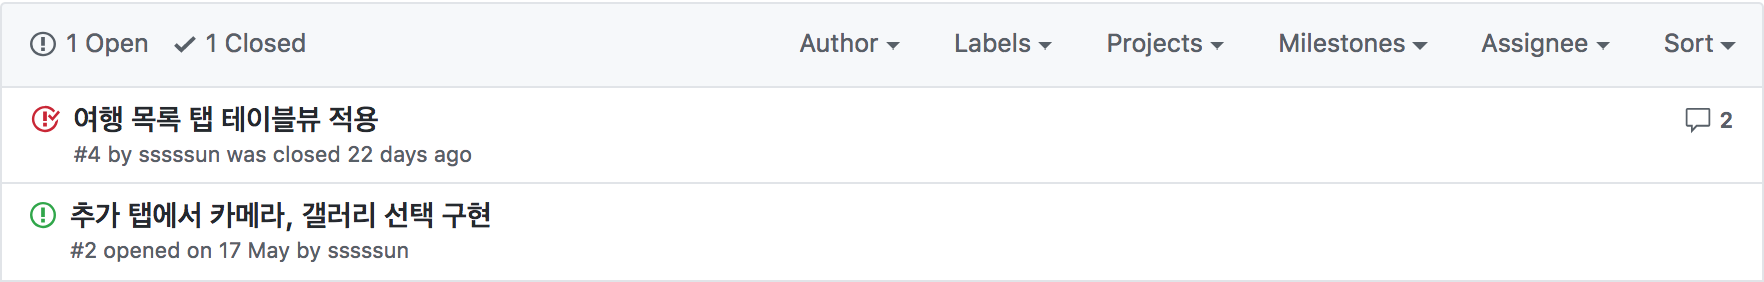 1 Open 1 Closed Author Labels Projects Milestones Assignee Sort
여행 목록 탭 테이블뷰 적용 2
#4 by sssssun was closed 22 days ago
추가 탭에서 카메라, 갤러리 선택 구현
#2 opened on 17 May by sssssun